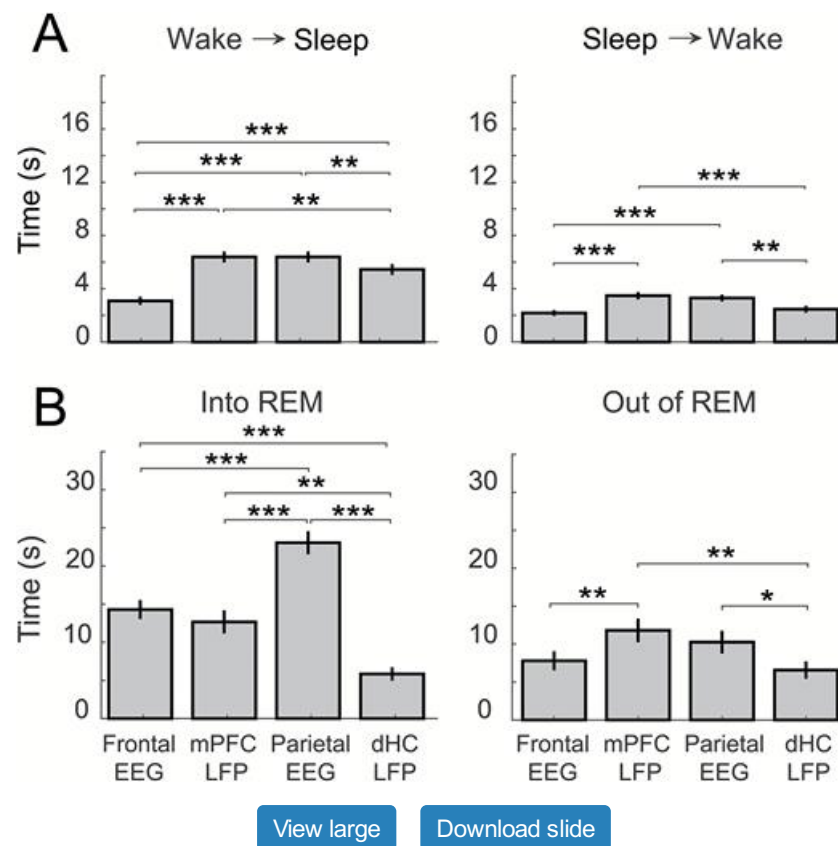 A
Wake → Sleep
Sleep → Wake
Time (s)
16
12
8
4
0
***
***
**
***
**
16
12
8
4
0
***
***
***
**
B
Into REM
Out of REM
Time (s)
30
20
10
0
***
***
**
***
***
30
20
10
0
**
**
*
Frontal EEG
mPFC LFP
Parietal EEG
dHC LFP
Frontal EEG
mPFC LFP
Parietal EEG
dHC LFP
View large
Download slide